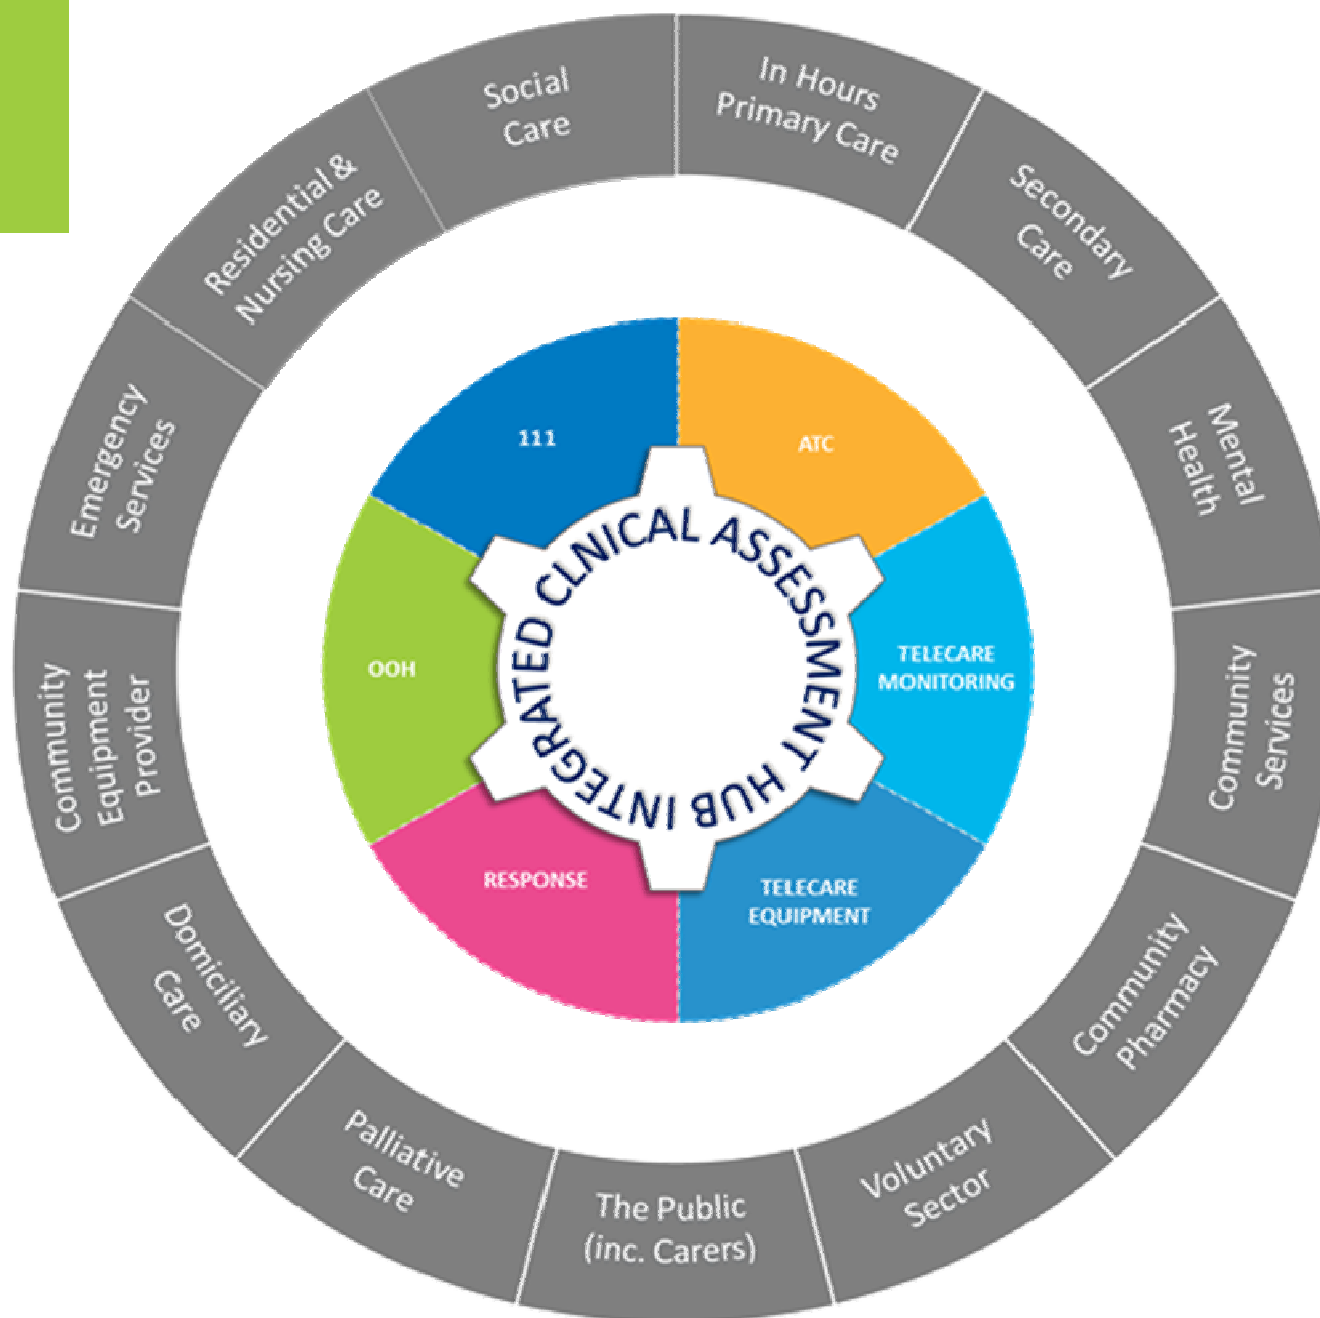 Social
Care
In Hours
Primary Care
Secondary
Care
Mental
Health
Community
Services
Community
Pharmacy
Voluntary
Sector
The Public
(inc. Carers)
Palliative
Care
Domiciliary
Care
Community
Equipment
Provider
Emergency
Services
Residential &
Nursing Care
111
ATC
TELECARE
MONITORING
TELECARE
EQUIPMENT
RESPONSE
OOH
INTEGRATED CLNICAL ASSESSMENT HUB